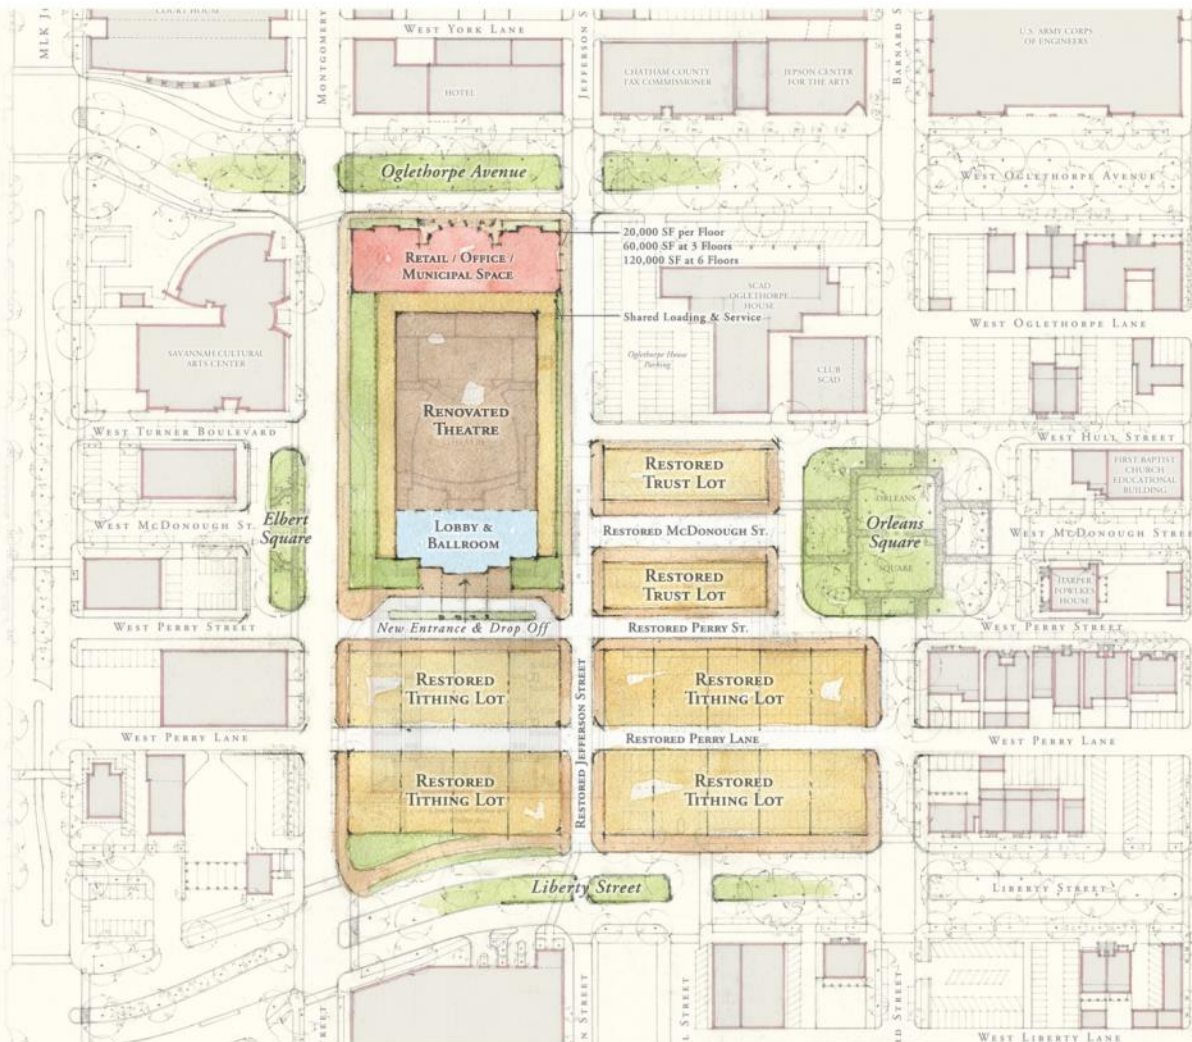 COURT HOUSE
MLK J
MONTGOMERY
WEST YORK LANE
JEFFERSON S
BARNARD S
U.S. ARMY CORPS
OF ENGINEERS
HOTEL
CHATHAM COUNTY
TAX COMMISSIONER
JEPSON CENTER
FOR THE ARTS
Oglethorpe Avenue
WEST OGLETHORPE AVENUE
20,000 SF per Floor
60,000 SF at 3 Floors
120,000 SF at 6 Floors
RETAIL / OFFICE /
MUNICIPAL SPACE
SCAD
OGLETHORPE
HOUSE
Shared Loading & Service
WEST OGLETHORPE LANE
SAVANNAH CULTURAL
ARTS CENTER
Oglethorpe House
Parking
CLUB
SCAD
RENOVATED
THEATRE
WEST TURNER BOULEVARD
WEST HULL STREET
RESTORED
TRUST LOT
FIRST BAPTIST
CHURCH
EDUCATIONAL
BUILDING
ORLEANS
SQUARE
WEST MCDONOUGH ST.
Elbert
Square
LOBBY &
BALLROOM
RESTORED MCDONOUGH ST.
Orleans
Square
WEST MCDONOUGH STREE
RESTORED
TRUST LOT
HARPER
FOWLKES
HOUSE
WEST PERRY STREET
New Entrance & Drop Off
RESTORED PERRY ST.
WEST PERRY STREET
RESTORED
TITHING LOT
RESTORED
TITHING LOT
RESTORED JEFFERSON STREET
WEST PERRY LANE
RESTORED PERRY LANE
WEST PERRY LANE
RESTORED
TITHING LOT
RESTORED
TITHING LOT
Liberty Street
LIBERTY STREET
REET
N STREET
L STREET
RD STREET
WEST LIBERTY LANE